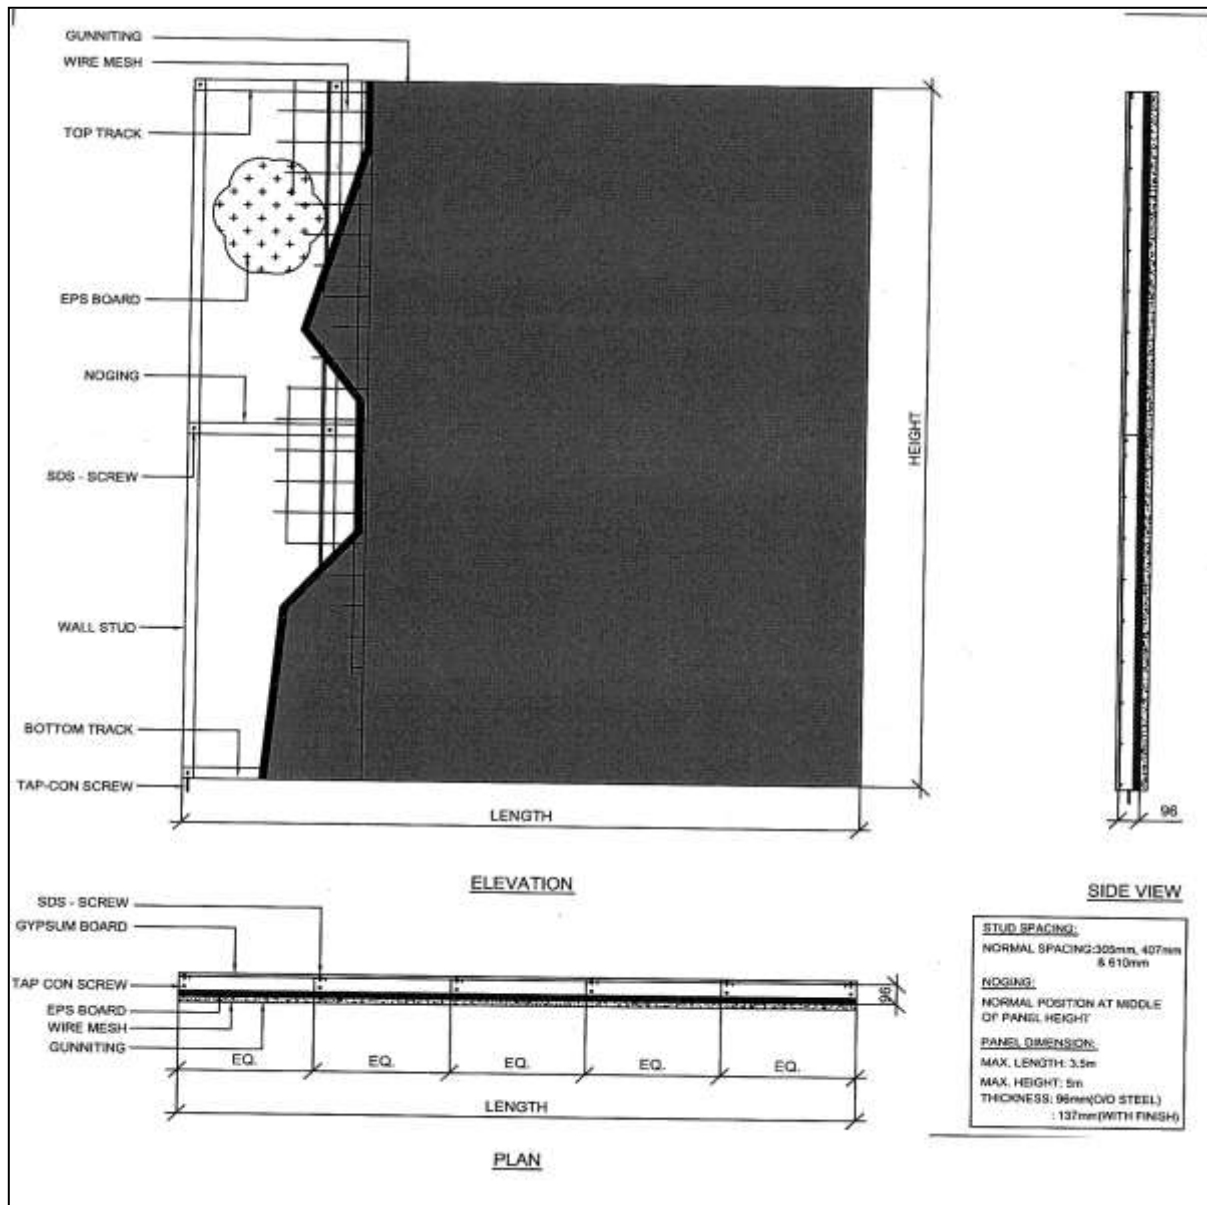 GUNNITING
WIRE MESH
TOP TRACK
EPS BOARD
NOGING
SDS - SCREW
WALL STUD
BOTTOM TRACK
TAP-CON SCREW
HEIGHT
LENGTH
96
ELEVATION
SIDE VIEW
SDS - SCREW
GYPSUM BOARD
TAP CON SCREW
EPS BOARD
WIRE MESH
GUNNITING
96
EQ.
EQ.
EQ.
EQ.
EQ.
LENGTH
PLAN
STUD SPACING:
NORMAL SPACING:305mm, 407mm
& 610mm
NOGING:
NORMAL POSITION AT MIDDLE
OF PANEL HEIGHT
PANEL DIMENSION:
MAX. LENGTH: 3.5m
MAX. HEIGHT: 5m
THICKNESS: 96mm(O/O STEEL)
: 137mm(WITH FINISH)